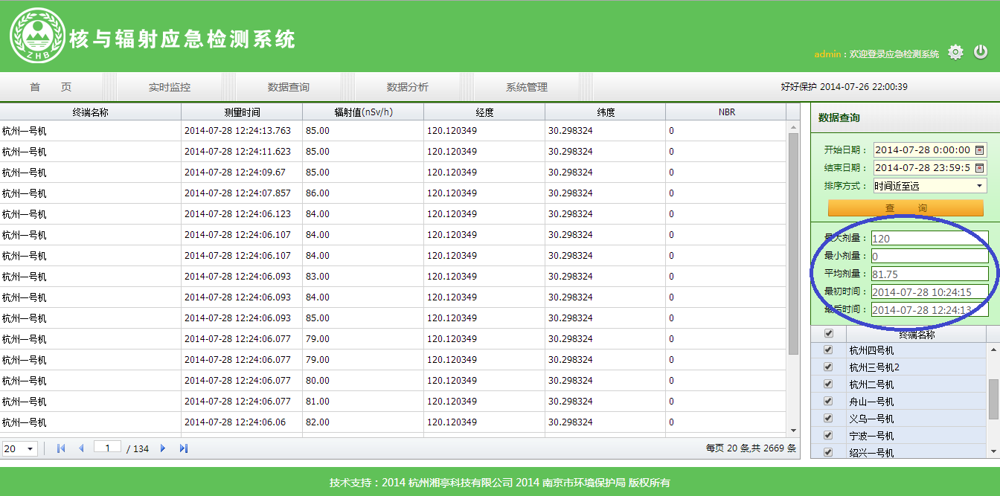 ZHB
核与辐射应急检测系统
admin：欢迎登录应急检测系统
首 页 实时监控 数据查询 数据分析 系统管理 好好保护 2014-07-26 22:00:39
终端名称 测量时间 辐射值(nSv/h) 经度 纬度 NBR
杭州一号机 2014-07-28 12:24:13.763 85.00 120.120349 30.298324 0
杭州一号机 2014-07-28 12:24:11.623 85.00 120.120349 30.298324 0
杭州一号机 2014-07-28 12:24:09.67 85.00 120.120349 30.298324 0
杭州一号机 2014-07-28 12:24:07.857 86.00 120.120349 30.298324 0
杭州一号机 2014-07-28 12:24:06.123 84.00 120.120349 30.298324 0
杭州一号机 2014-07-28 12:24:06.107 84.00 120.120349 30.298324 0
杭州一号机 2014-07-28 12:24:06.107 84.00 120.120349 30.298324 0
杭州一号机 2014-07-28 12:24:06.093 83.00 120.120349 30.298324 0
杭州一号机 2014-07-28 12:24:06.093 84.00 120.120349 30.298324 0
杭州一号机 2014-07-28 12:24:06.093 85.00 120.120349 30.298324 0
杭州一号机 2014-07-28 12:24:06.077 79.00 120.120349 30.298324 0
杭州一号机 2014-07-28 12:24:06.077 79.00 120.120349 30.298324 0
杭州一号机 2014-07-28 12:24:06.077 80.00 120.120349 30.298324 0
杭州一号机 2014-07-28 12:24:06.077 81.00 120.120349 30.298324 0
杭州一号机 2014-07-28 12:24:06.06 82.00 120.120349 30.298324 0
20 1 / 134 每页 20 条,共 2669 条
数据查询
开始日期： 2014-07-28 0:00:00
结束日期： 2014-07-28 23:59:5
排序方式： 时间近至远
查 询
最大剂量： 120
最小剂量： 0
平均剂量： 81.75
最初时间： 2014-07-28 10:24:15
最后时间： 2014-07-28 12:24:13
终端名称
杭州四号机
杭州三号机2
杭州二号机
舟山一号机
义乌一号机
宁波一号机
绍兴一号机
技术支持：2014 杭州湘亭科技有限公司 2014 南京市环境保护局 版权所有